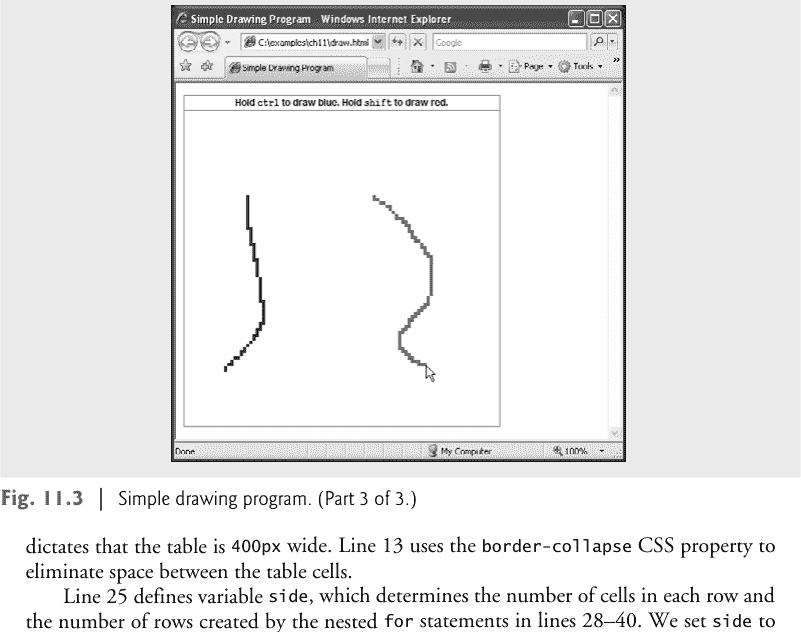 Simple Drawing Program - Windows Internet Explorer
C:\examples\ch11\draw.html
Google
Simple Drawing Program
Page
Tools
»
Hold ctrl to draw blue. Hold shift to draw red.
Done
My Computer
100%
Fig. 11.3 | Simple drawing program. (Part 3 of 3.)
dictates that the table is 400px wide. Line 13 uses the border-collapse CSS property to
eliminate space between the table cells.
Line 25 defines variable side, which determines the number of cells in each row and
the number of rows created by the nested for statements in lines 28–40. We set side to